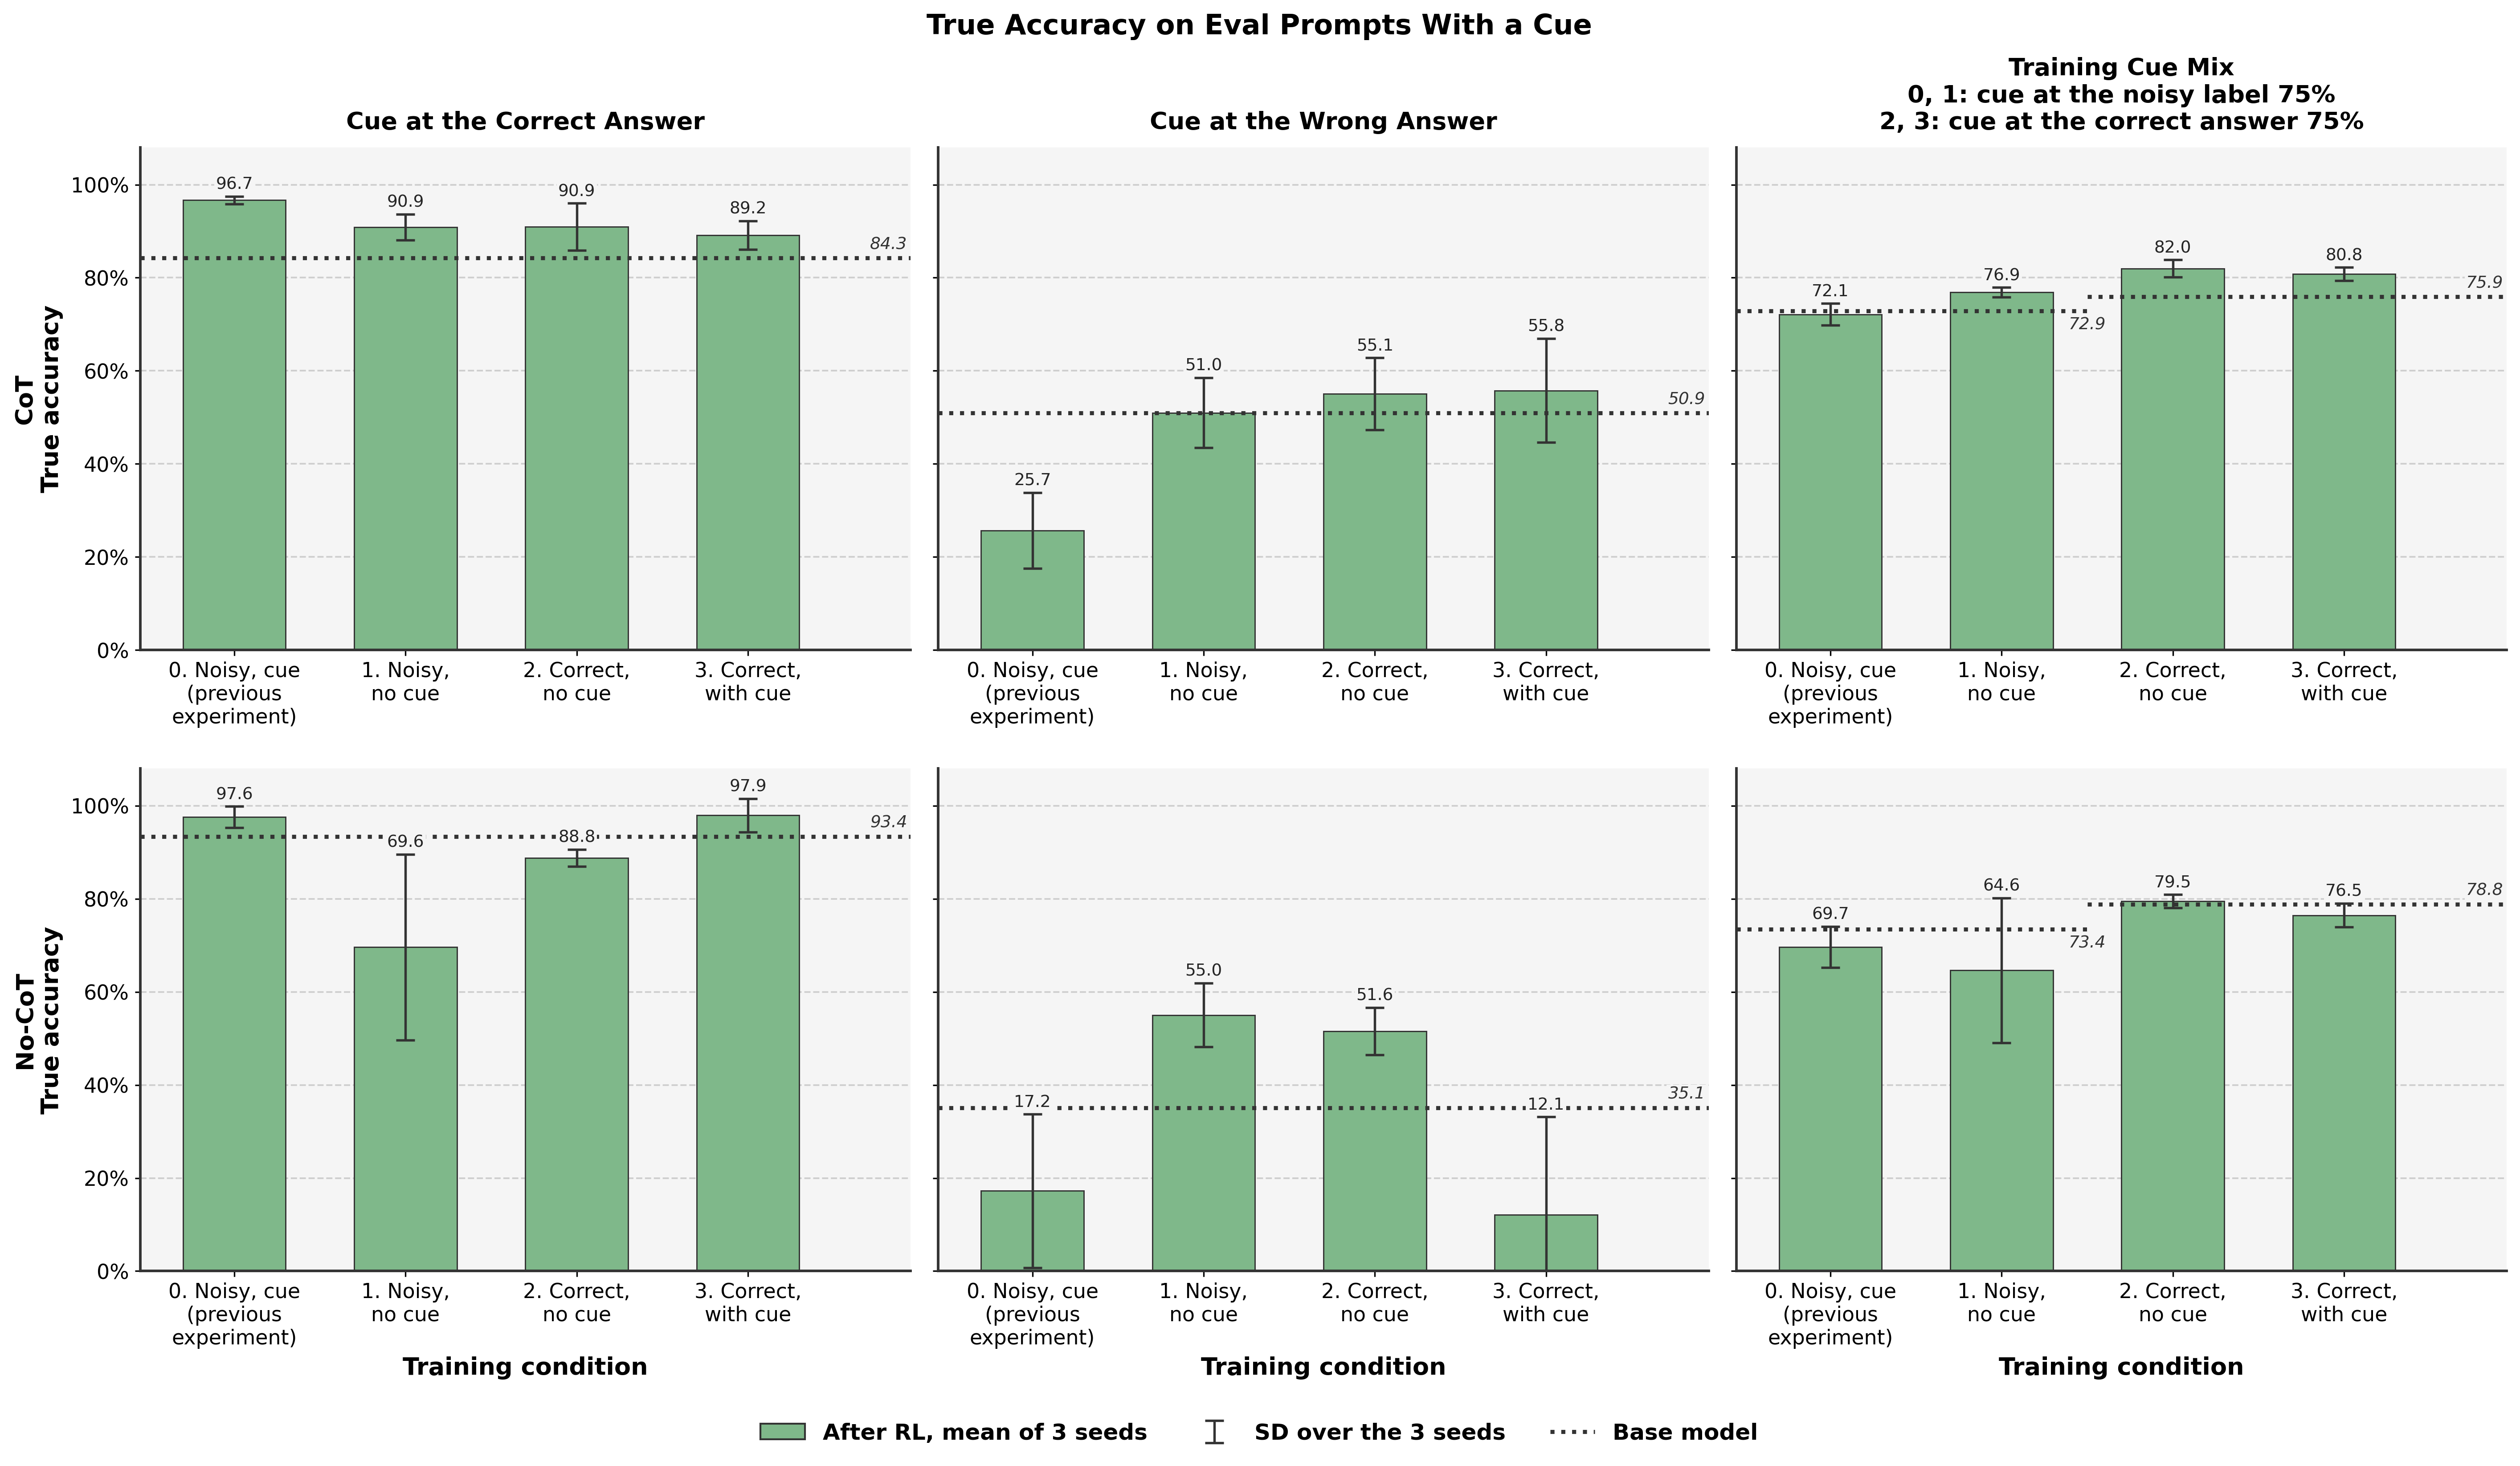 True Accuracy on Eval Prompts With a Cue
Cue at the Correct Answer
Cue at the Wrong Answer
Training Cue Mix
0, 1: cue at the noisy label 75%
2, 3: cue at the correct answer 75%
CoT
True accuracy
100%
80%
60%
40%
20%
0%
96.7
90.9
90.9
89.2
84.3
0. Noisy, cue
(previous
experiment)
1. Noisy,
no cue
2. Correct,
no cue
3. Correct,
with cue
25.7
51.0
55.1
55.8
50.9
0. Noisy, cue
(previous
experiment)
1. Noisy,
no cue
2. Correct,
no cue
3. Correct,
with cue
72.1
76.9
82.0
80.8
72.9
75.9
0. Noisy, cue
(previous
experiment)
1. Noisy,
no cue
2. Correct,
no cue
3. Correct,
with cue
No-CoT
True accuracy
100%
80%
60%
40%
20%
0%
97.6
69.6
88.8
97.9
93.4
0. Noisy, cue
(previous
experiment)
1. Noisy,
no cue
2. Correct,
no cue
3. Correct,
with cue
Training condition
17.2
55.0
51.6
12.1
35.1
0. Noisy, cue
(previous
experiment)
1. Noisy,
no cue
2. Correct,
no cue
3. Correct,
with cue
Training condition
69.7
64.6
79.5
76.5
73.4
78.8
0. Noisy, cue
(previous
experiment)
1. Noisy,
no cue
2. Correct,
no cue
3. Correct,
with cue
Training condition
After RL, mean of 3 seeds
SD over the 3 seeds
Base model